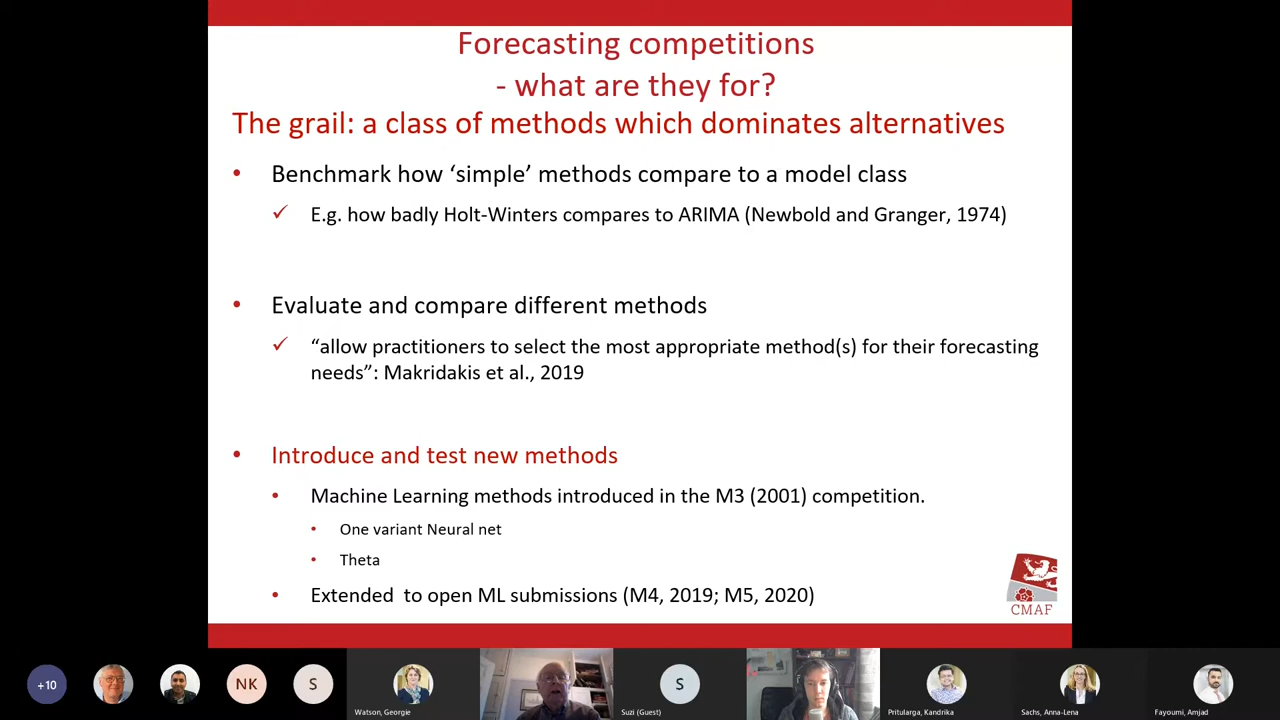 Forecasting competitions
- what are they for?
The grail: a class of methods which dominates alternatives
• Benchmark how ‘simple’ methods compare to a model class
✓ E.g. how badly Holt-Winters compares to ARIMA (Newbold and Granger, 1974)
• Evaluate and compare different methods
✓ “allow practitioners to select the most appropriate method(s) for their forecasting
needs”: Makridakis et al., 2019
• Introduce and test new methods
• Machine Learning methods introduced in the M3 (2001) competition.
• One variant Neural net
• Theta
• Extended to open ML submissions (M4, 2019; M5, 2020)
CMAF
+10
NK
S
S
Watson, Georgie
Suzi (Guest)
Pritularga, Kandrika
Sachs, Anna-Lena
Fayoumi, Amjad